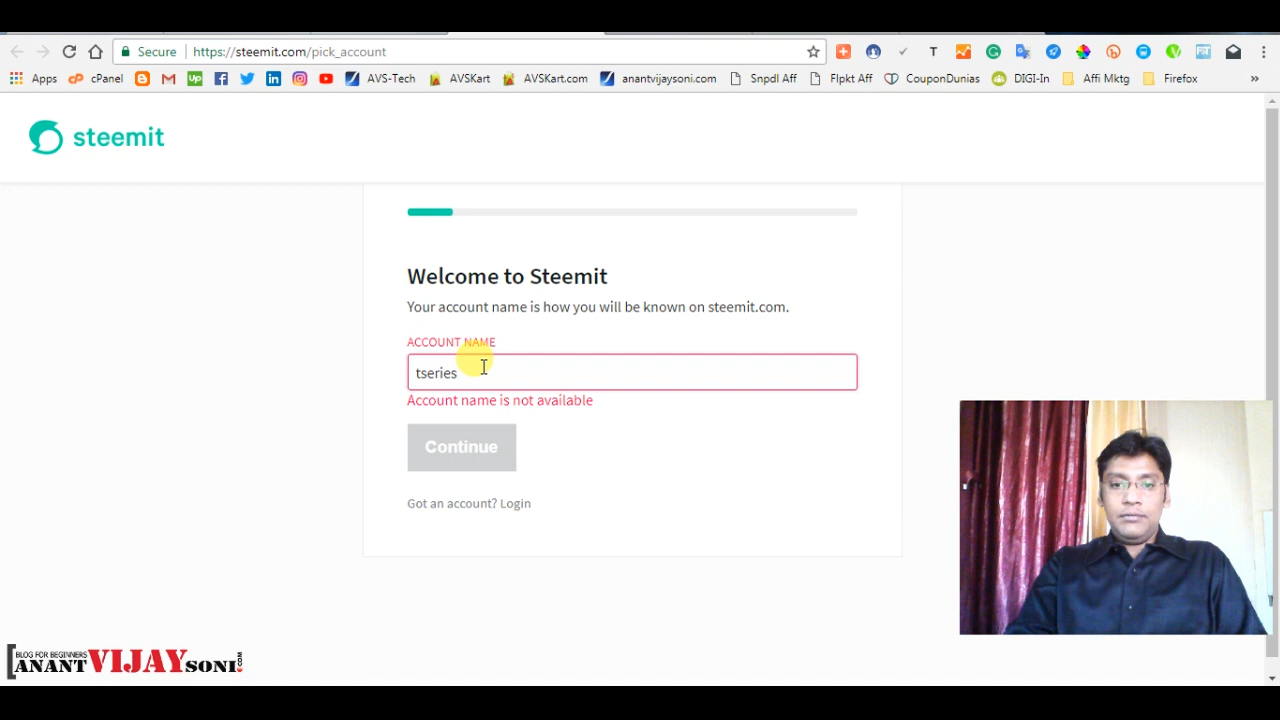 Secure
https://steemit.com/pick_account
T
Apps
cPanel
Up
AVS-Tech
AVSKart
AVSKart.com
anantvijaysoni.com
Snpdl Aff
Flpkt Aff
CouponDunias
DIGI-In
Affi Mktg
Firefox
»
steemit
Welcome to Steemit
Your account name is how you will be known on steemit.com.
ACCOUNT NAME
tseries
Account name is not available
Continue
Got an account? Login
BLOG FOR BEGINNERS
ANANTVIJAYSONI.COM